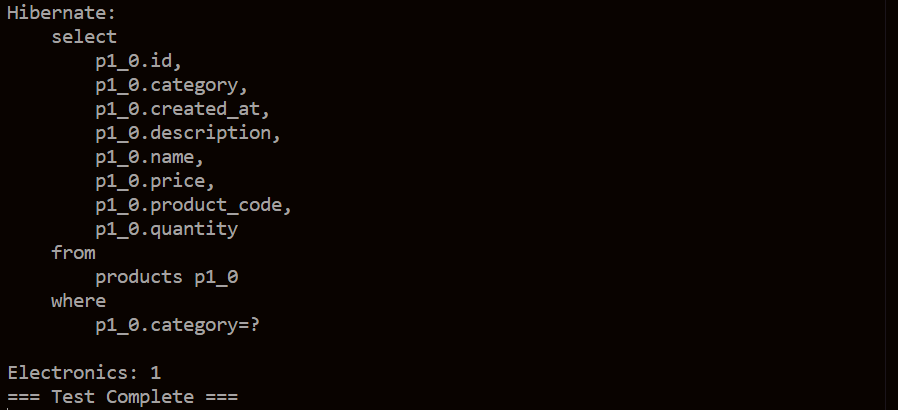 Hibernate:
    select
        p1_0.id,
        p1_0.category,
        p1_0.created_at,
        p1_0.description,
        p1_0.name,
        p1_0.price,
        p1_0.product_code,
        p1_0.quantity
    from
        products p1_0
    where
        p1_0.category=?

Electronics: 1
=== Test Complete ===